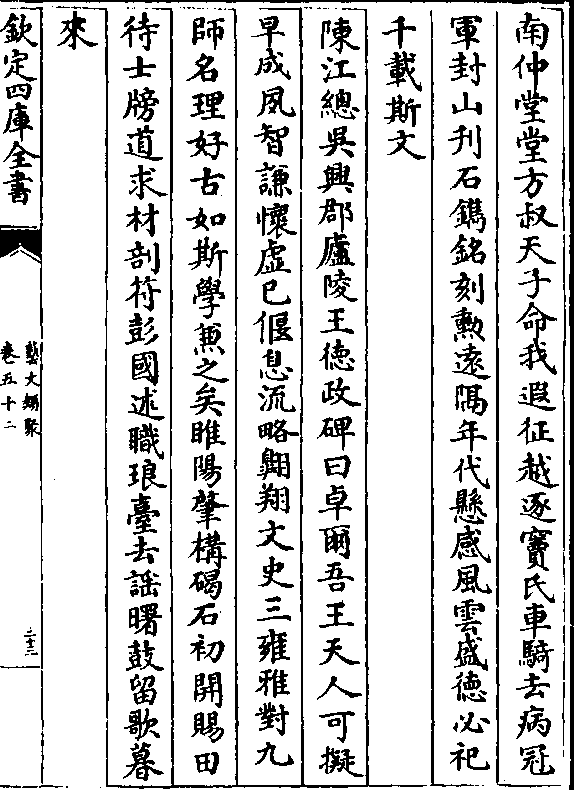 南仲堂堂方叔天子命我遐征越逐竇氏車騎去病冠
軍封山刋石鐫銘刻勲遠隅年代懸感風雲盛德必祀
千載斯文
陳江總吳興郡廬陵王德政碑曰卓爾吾王天人可擬
早成夙智謙懷虛已偃息流略翺翔文史三雍雅對九
師名理好古如斯學兼之矣睢陽肇構碣石初開賜田
待士牓道求材剖符彭國述職琅臺去謡曙鼓留歌暮
來
欽定四庫全書
藝文類聚
卷五十二
三三